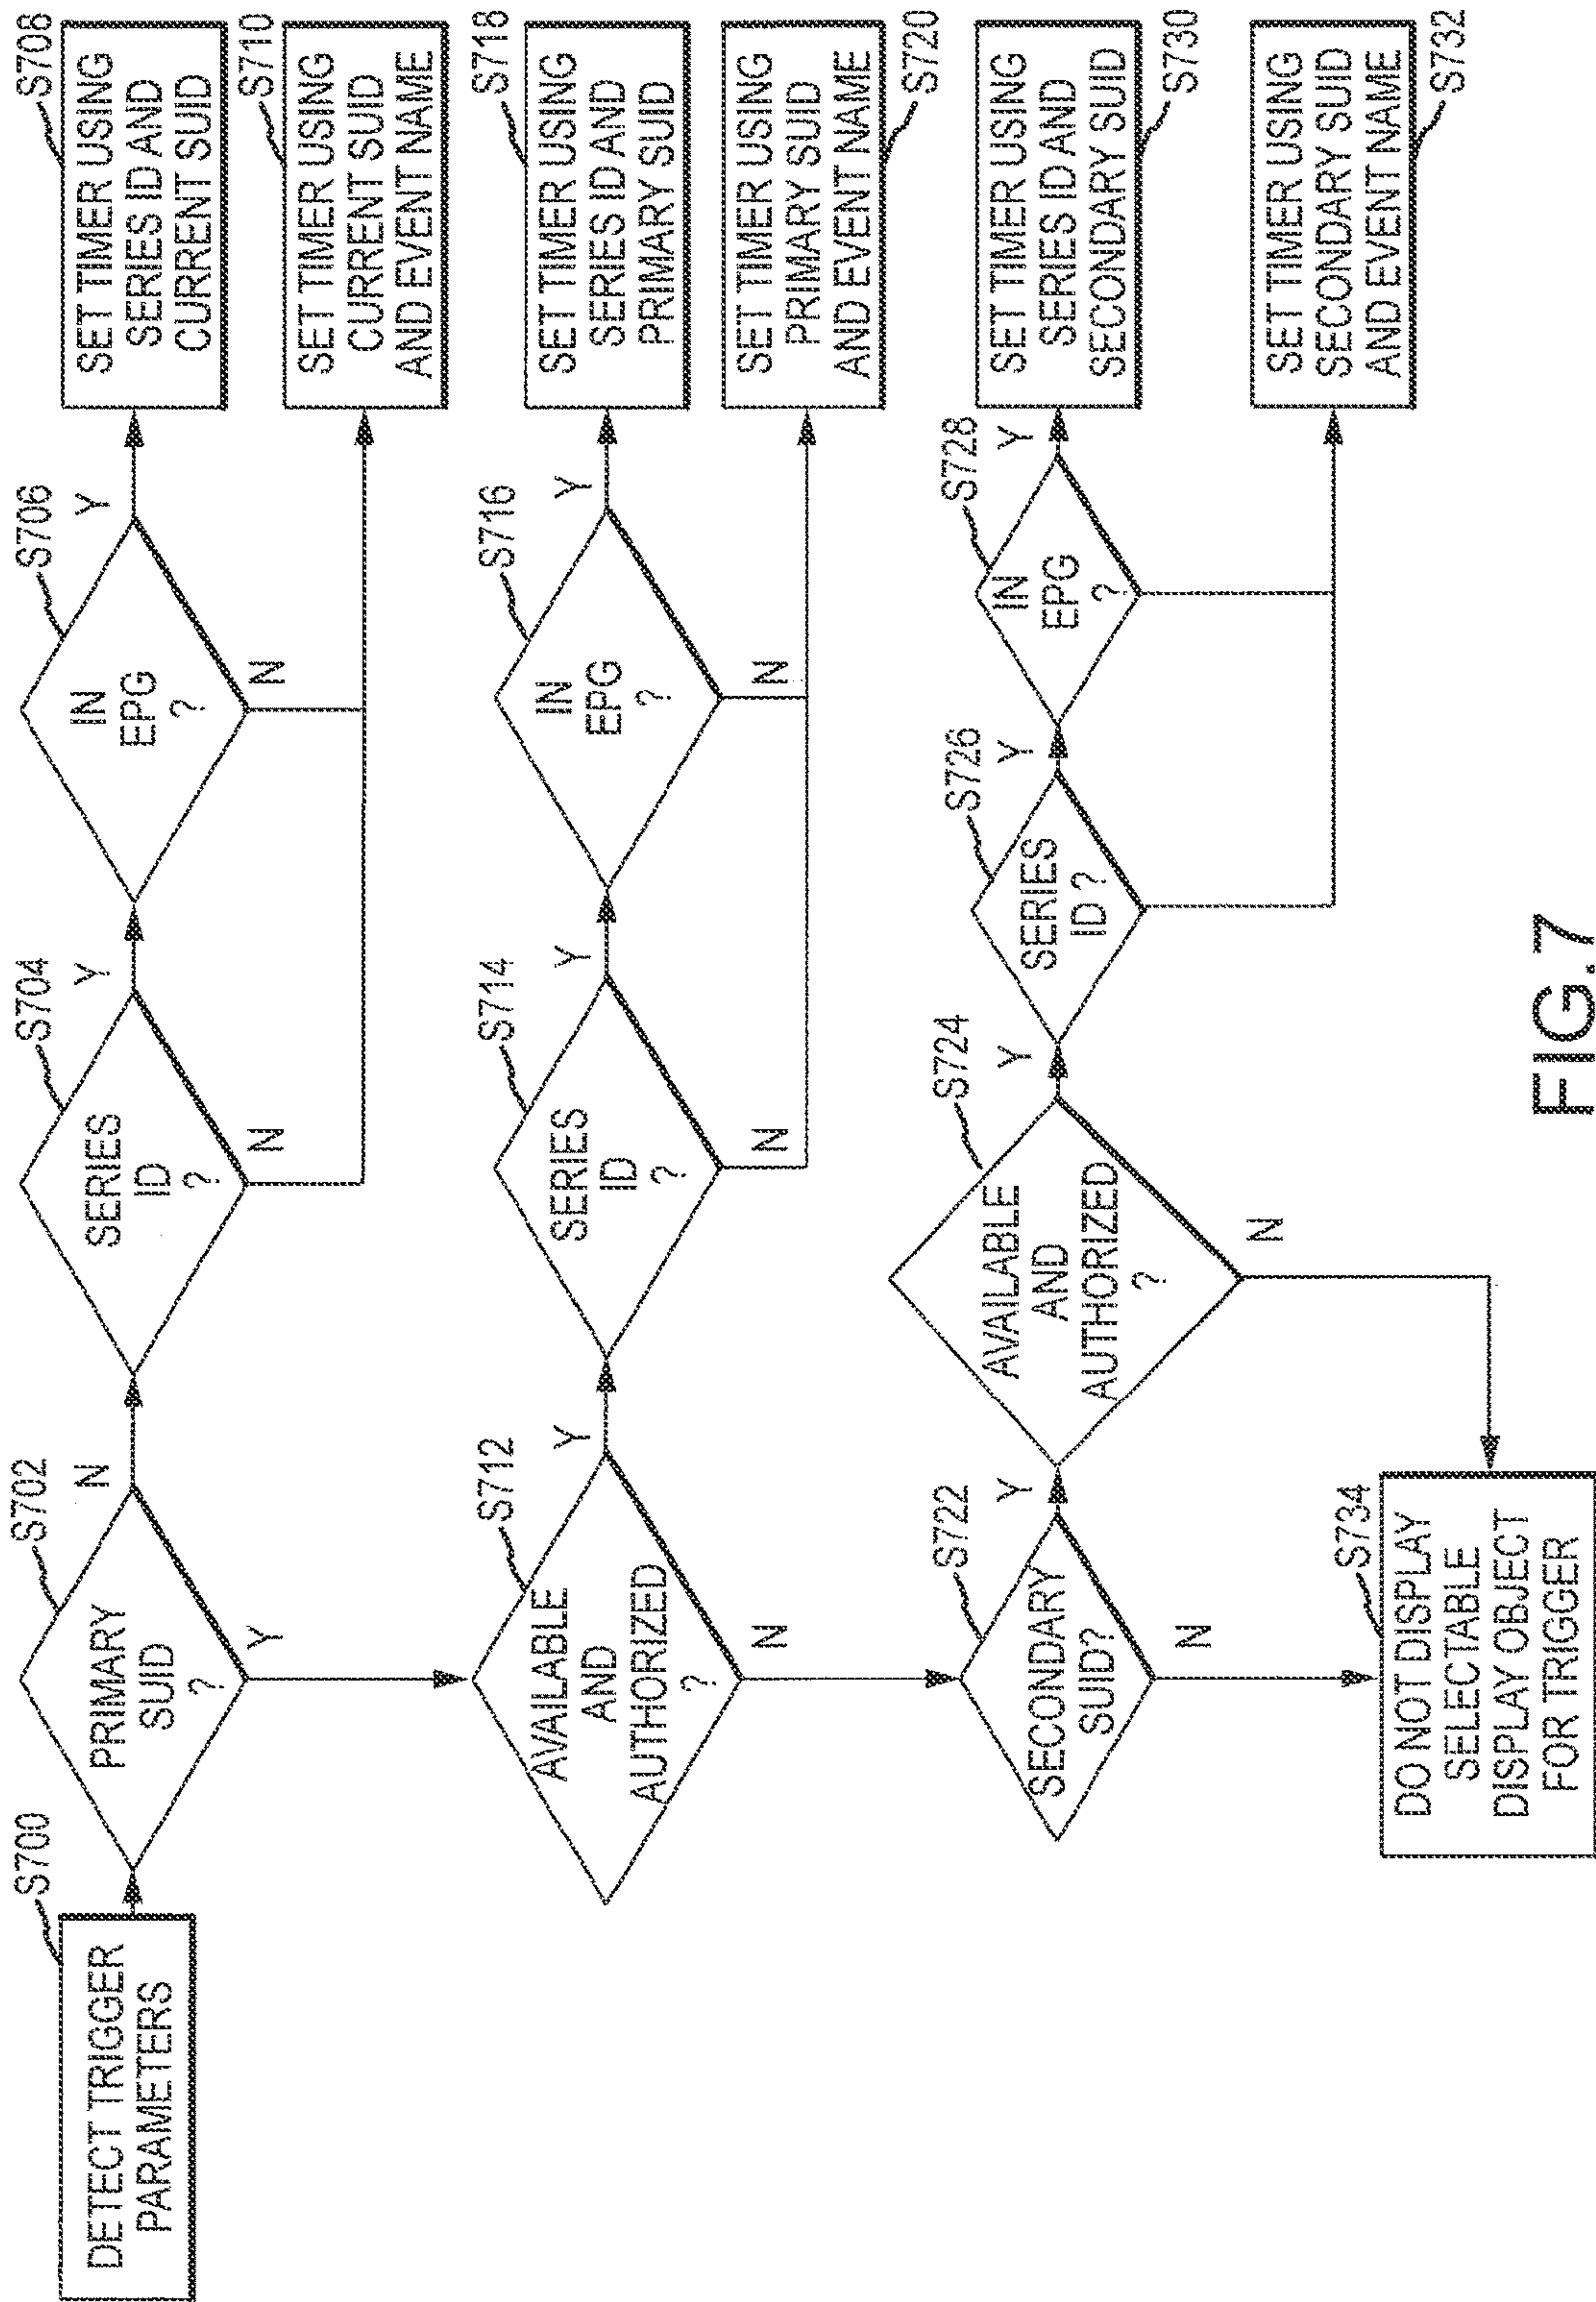 S700
DETECT TRIGGER
PARAMETERS
S702
PRIMARY
SUID
?
N
Y
S704
SERIES
ID
?
Y
N
S706
IN
EPG
?
Y
N
S708
SET TIMER USING
SERIES ID AND
CURRENT SUID
S710
SET TIMER USING
CURRENT SUID
AND EVENT NAME
S712
AVAILABLE
AND
AUTHORIZED
?
Y
N
S714
SERIES
ID
?
Y
N
S716
IN
EPG
?
Y
N
S718
SET TIMER USING
SERIES ID AND
PRIMARY SUID
SET TIMER USING
PRIMARY SUID
AND EVENT NAME
S720
S722
SECONDARY
SUID?
Y
N
S724
AVAILABLE
AND
AUTHORIZED
?
Y
N
S726
SERIES
ID?
Y
S728
IN
EPG
?
Y
SET TIMER USING
SERIES ID AND
SECONDARY SUID
S730
SET TIMER USING
SECONDARY SUID
AND EVENT NAME
S732
S734
DO NOT DISPLAY
SELECTABLE
DISPLAY OBJECT
FOR TRIGGER
FIG.7